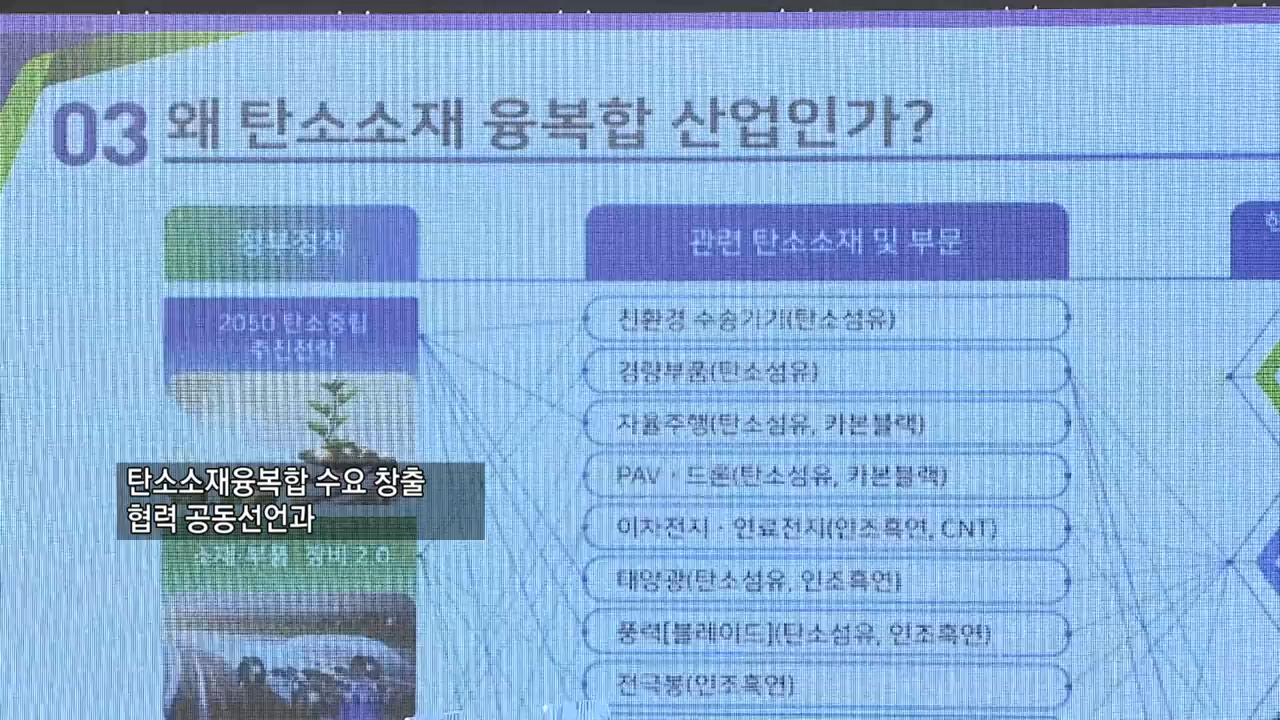 03 왜 탄소소재 융복합 산업인가?
정부정책
관련 탄소소재 및 부문
2050 탄소중립
추진전략
친환경 수송기기(탄소섬유)
경량부품(탄소섬유)
자율주행(탄소섬유, 카본블랙)
PAV · 드론(탄소섬유, 카본블랙)
이차전지 · 연료전지(인조흑연, CNT)
태양광(탄소섬유, 인조흑연)
풍력[블레이드](탄소섬유, 인조흑연)
전극봉(인조흑연)
탄소소재융복합 수요 창출
협력 공동선언과
소재·부품·장비 2.0